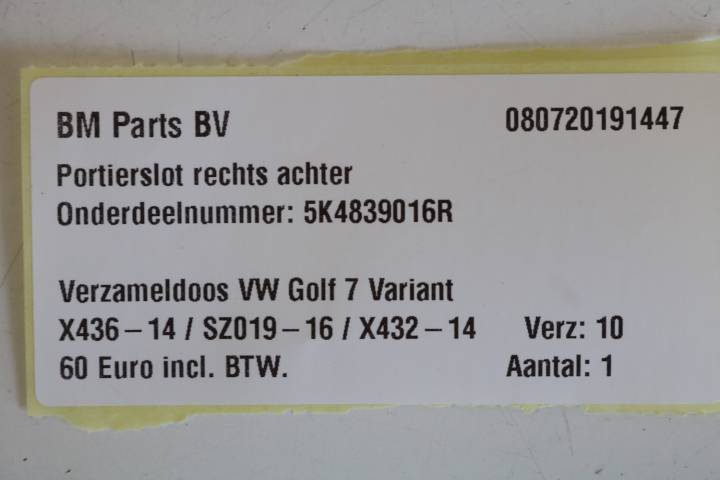 BM Parts BV 080720191447
Portierslot rechts achter
Onderdeelnummer: 5K4839016R
Verzameldoos VW Golf 7 Variant
X436-14 / SZ019-16 / X432-14 Verz: 10
60 Euro incl. BTW. Aantal: 1